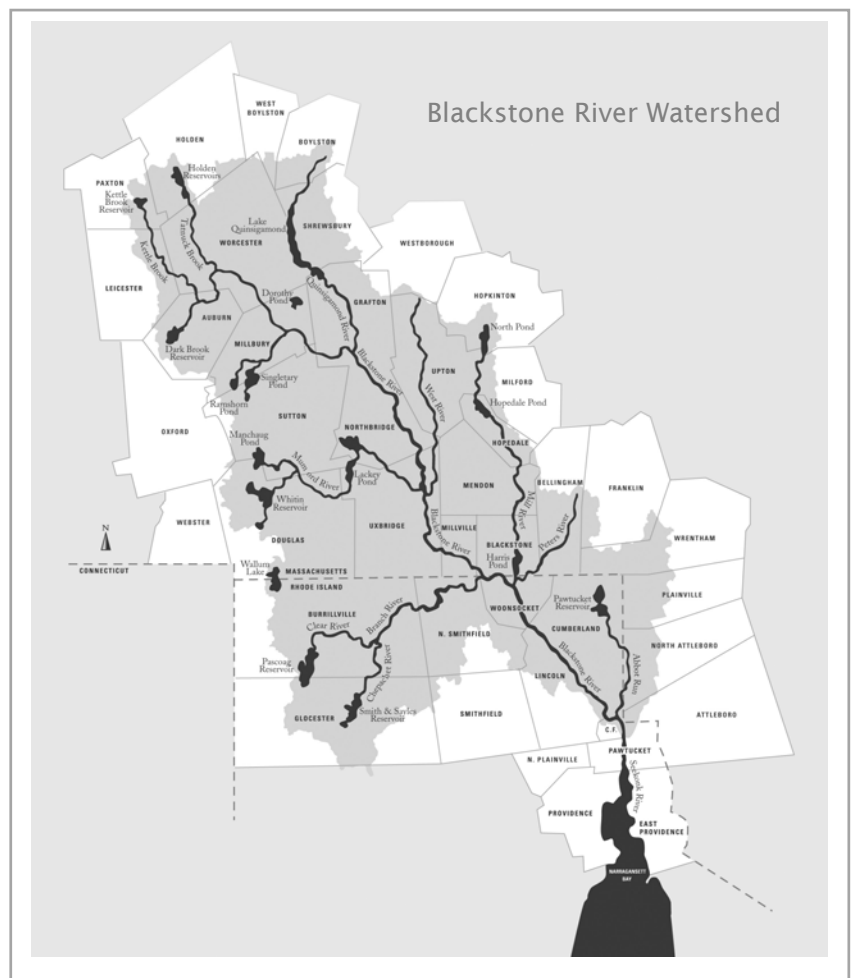 Blackstone River Watershed
WEST
BOYLSTON
HOLDEN
BOYLSTON
PAXTON
Holden
Reservoirs
Kettle
Brook
Reservoir
Lake
Quinsigamond
SHREWSBURY
Tatnuck Brook
WORCESTER
WESTBOROUGH
Kettle Brook
LEICESTER
Dorothy
Pond
Quinsigamond River
GRAFTON
HOPKINTON
AUBURN
North Pond
MILLBURY
Dark Brook
Reservoir
Blackstone River
UPTON
Singletary
Pond
MILFORD
Ramshorn
Pond
West River
Hopedale Pond
SUTTON
OXFORD
NORTHBRIDGE
Manchaug
Pond
HOPEDALE
Mumford River
Lackey
Pond
MENDON
BELLINGHAM
FRANKLIN
Whitin
Reservoir
Mill River
WEBSTER
UXBRIDGE
MILLVILLE
Peters River
N
DOUGLAS
Blackstone River
BLACKSTONE
WRENTHAM
Harris
Pond
Wallum
Lake
CONNECTICUT
MASSACHUSETTS
RHODE ISLAND
PLAINVILLE
Pawtucket
Reservoir
WOONSOCKET
BURRILLVILLE
Clear River
Branch River
CUMBERLAND
N. SMITHFIELD
NORTH ATTLEBORO
Pascoag
Reservoir
Chepachet River
Blackstone River
Abbot Run
LINCOLN
Smith & Sayles
Reservoir
GLOCESTER
SMITHFIELD
ATTLEBORO
C.F.
PAWTUCKET
N. PLAINVILLE
Seekonk River
PROVIDENCE
EAST
PROVIDENCE
NARRAGANSETT
BAY